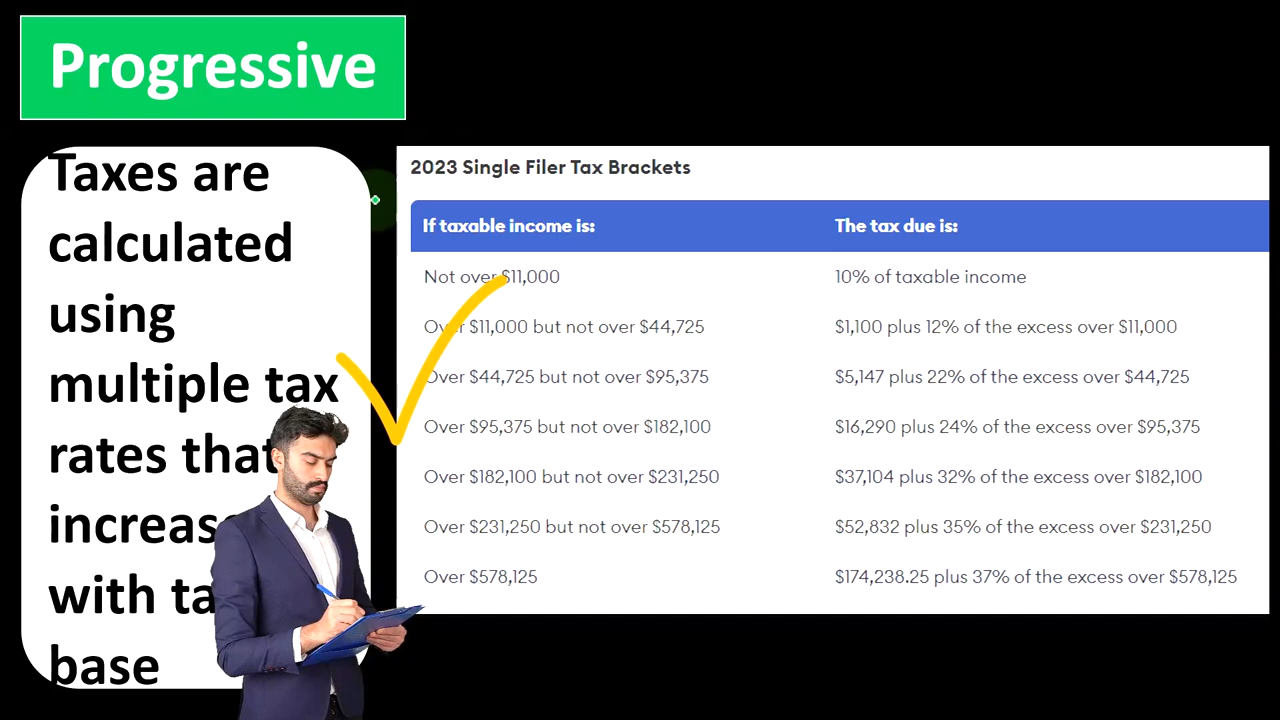 Progressive
Taxes are
calculated
using
multiple tax
rates that
increase
with ta
base
2023 Single Filer Tax Brackets
If taxable income is: The tax due is:
Not over $11,000 10% of taxable income
Over $11,000 but not over $44,725 $1,100 plus 12% of the excess over $11,000
Over $44,725 but not over $95,375 $5,147 plus 22% of the excess over $44,725
Over $95,375 but not over $182,100 $16,290 plus 24% of the excess over $95,375
Over $182,100 but not over $231,250 $37,104 plus 32% of the excess over $182,100
Over $231,250 but not over $578,125 $52,832 plus 35% of the excess over $231,250
Over $578,125 $174,238.25 plus 37% of the excess over $578,125